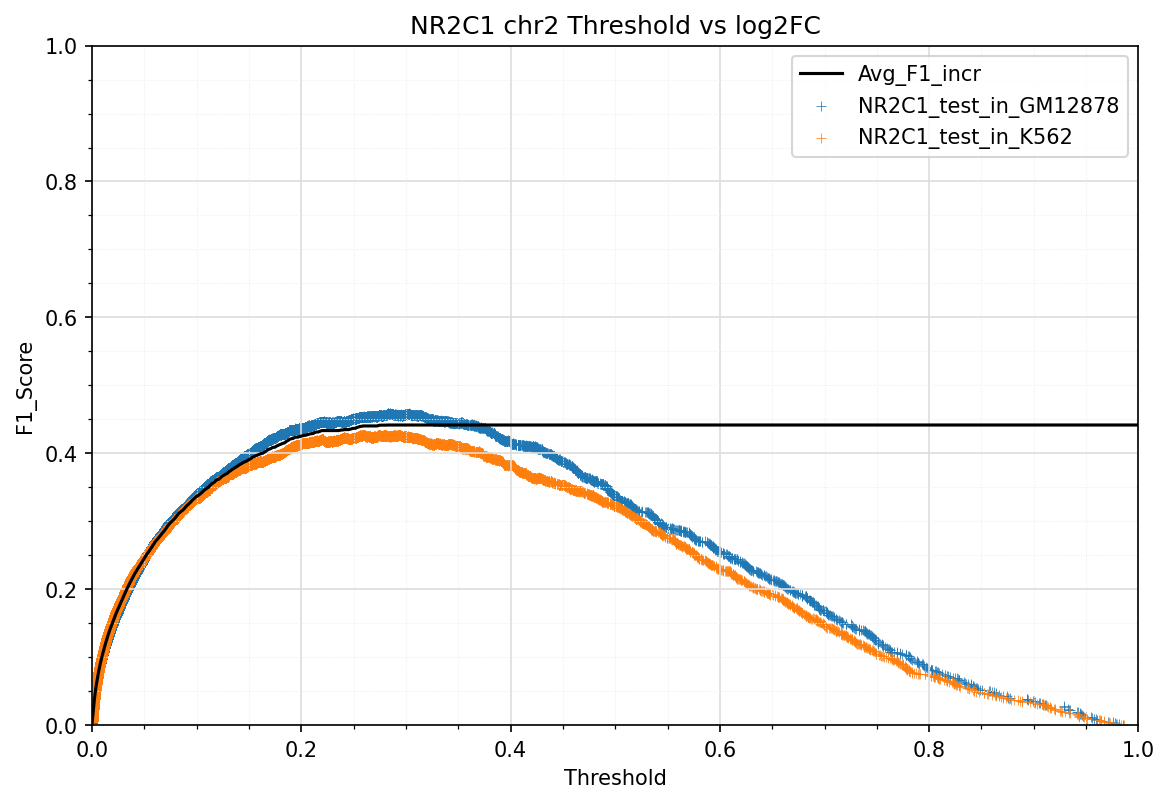 NR2C1 chr2 Threshold vs log2FC
Avg_F1_incr
NR2C1_test_in_GM12878
NR2C1_test_in_K562
F1_Score
1.0
0.8
0.6
0.4
0.2
0.0
0.0 0.2 0.4 0.6 0.8 1.0
Threshold